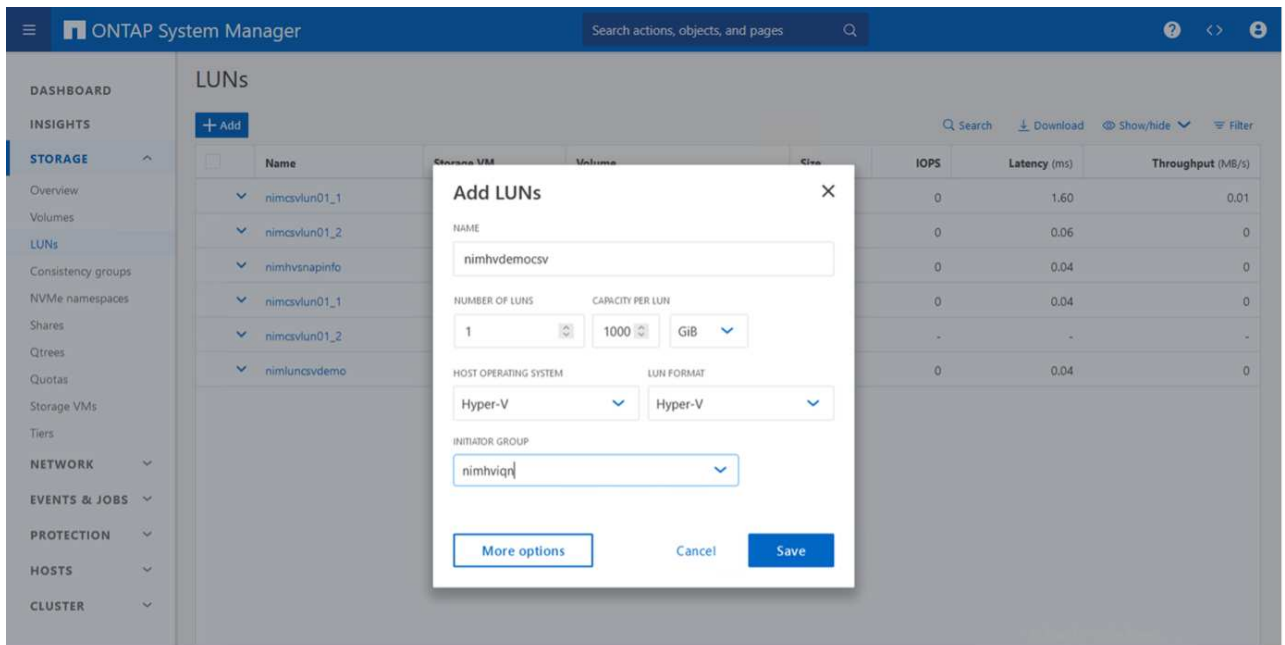 ONTAP System Manager
Search actions, objects, and pages
DASHBOARD
INSIGHTS
STORAGE
Overview
Volumes
LUNs
Consistency groups
NVMe namespaces
Shares
Qtrees
Quotas
Storage VMs
Tiers
NETWORK
EVENTS & JOBS
PROTECTION
HOSTS
CLUSTER
LUNs
+ Add
Search Download Show/hide Filter
Name Storage VM Volume Size IOPS Latency (ms) Throughput (MB/s)
nimcsvlun01_1 0 1.60 0.01
nimcsvlun01_2 0 0.06 0
nimhvsnapinfo 0 0.04 0
nimcsvlun01_1 0 0.04 0
nimcsvlun01_2 - - -
nimluncsvdemo 0 0.04 0
Add LUNs
NAME
nimhvdemocsv
NUMBER OF LUNS CAPACITY PER LUN
1 1000 GiB
HOST OPERATING SYSTEM LUN FORMAT
Hyper-V Hyper-V
INITIATOR GROUP
nimhviqn
More options Cancel Save